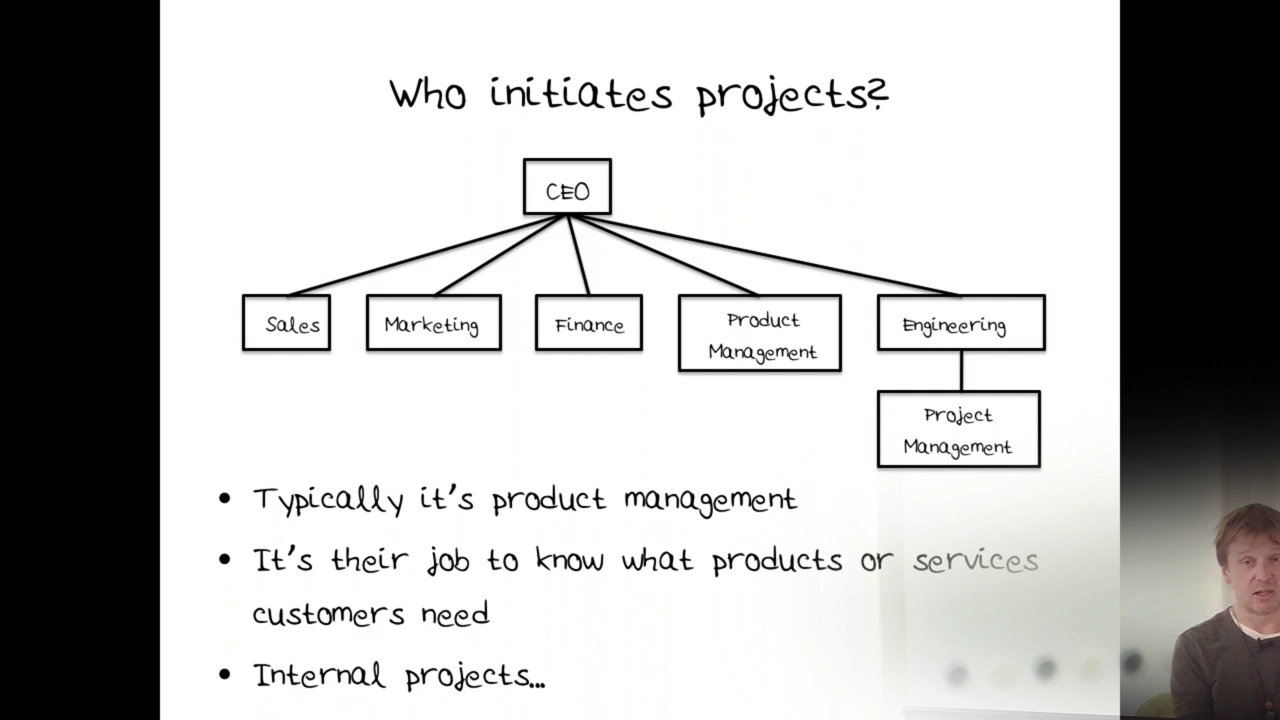 Who initiates projects?
CEO
Sales
Marketing
Finance
Product
Management
Engineering
Project
Management
• Typically it's product management
• It's their job to know what products or services
customers need
• Internal projects...